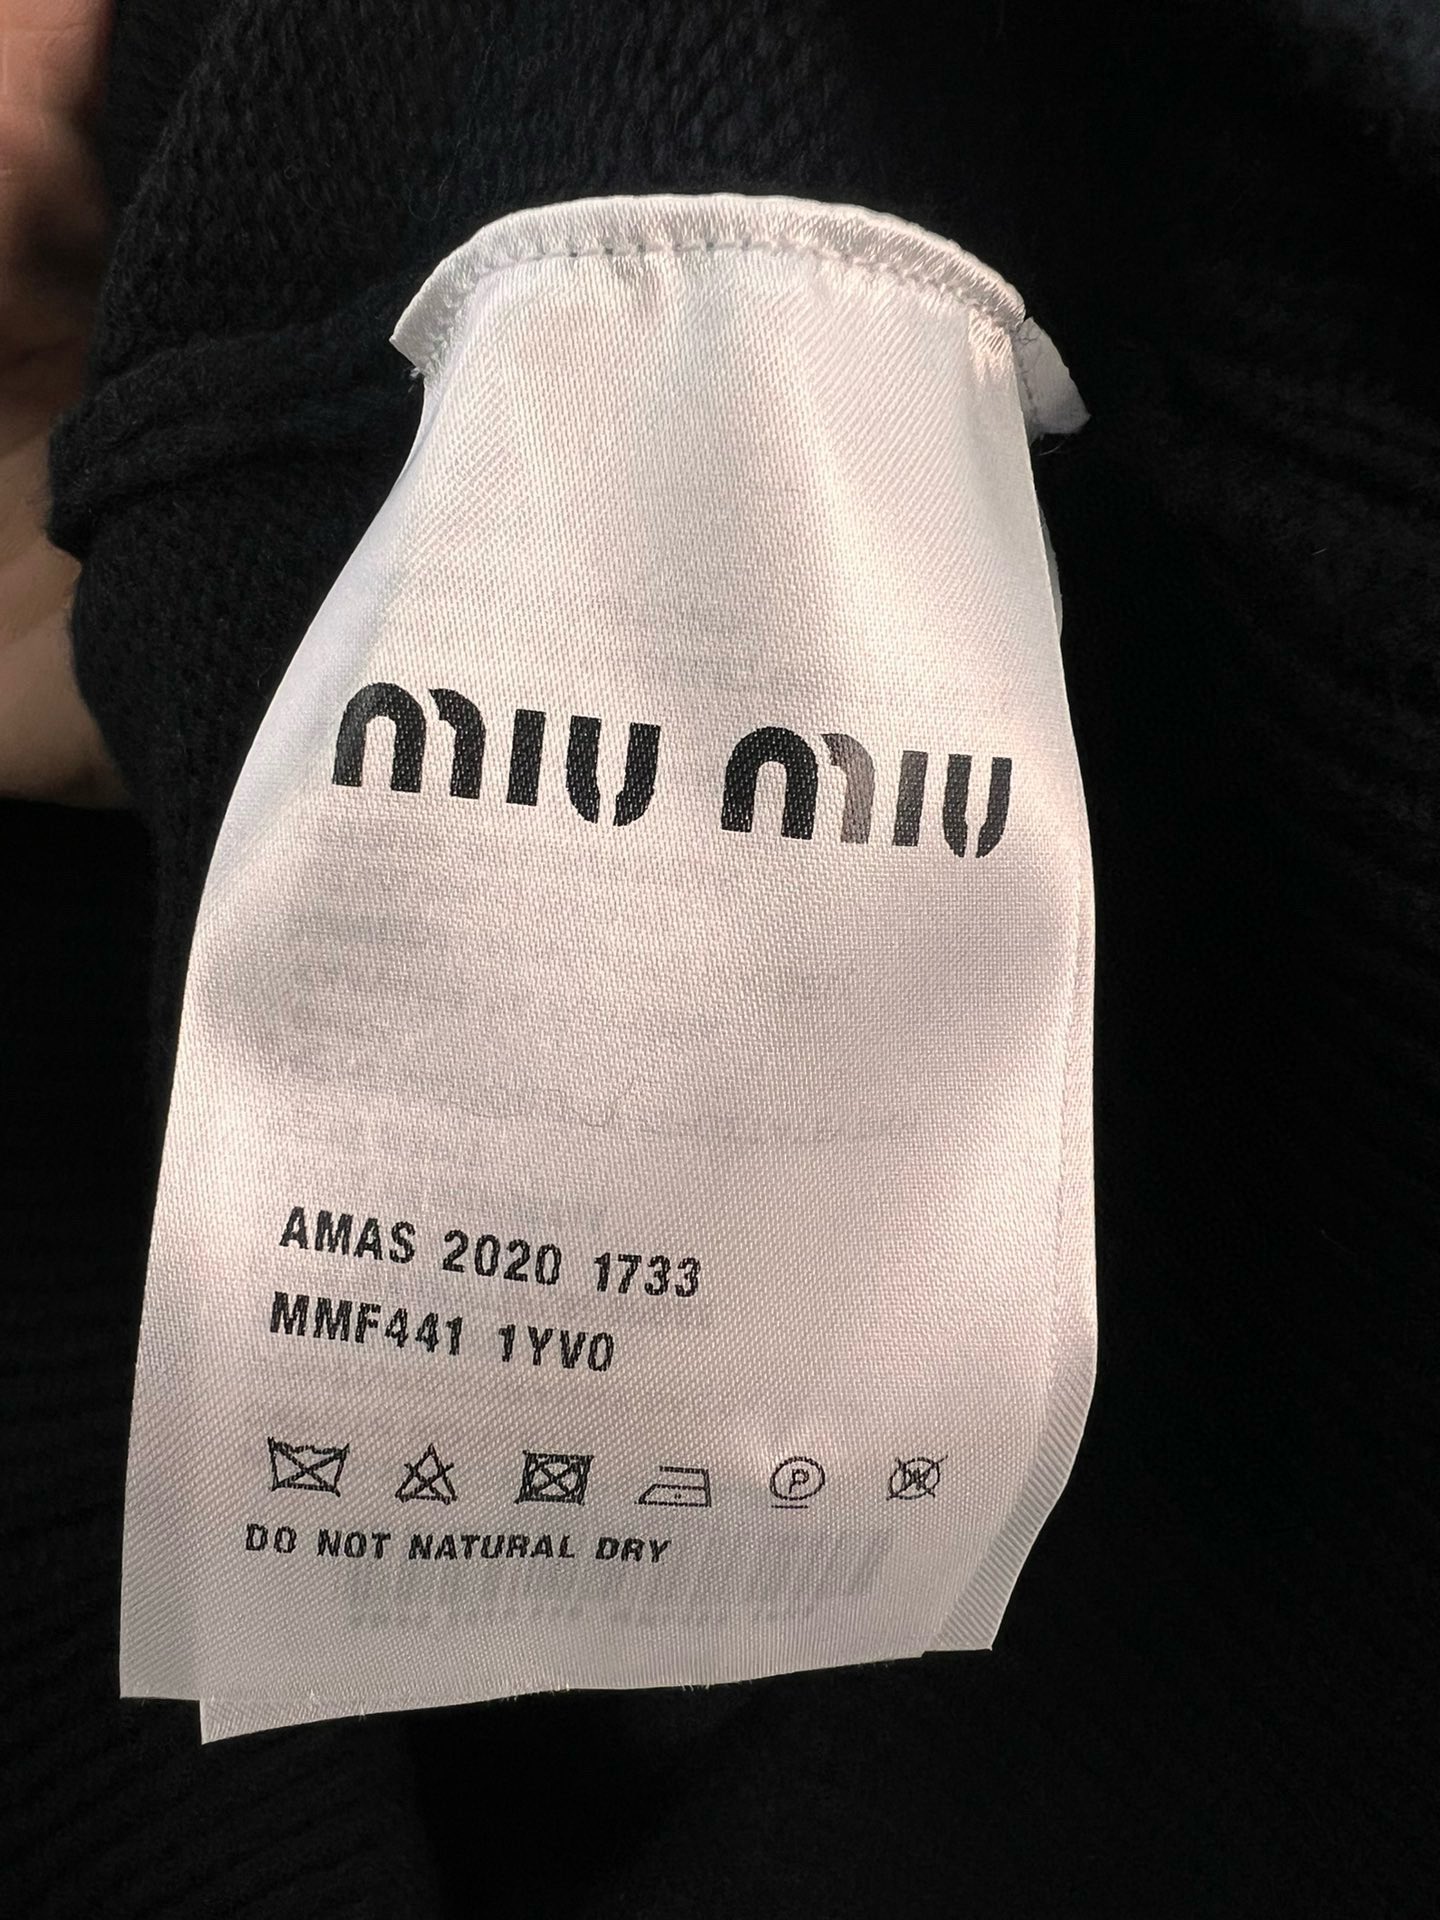 miu miu
AMAS 2020 1733
MMF441 1YV0
P
W
DO NOT NATURAL DRY